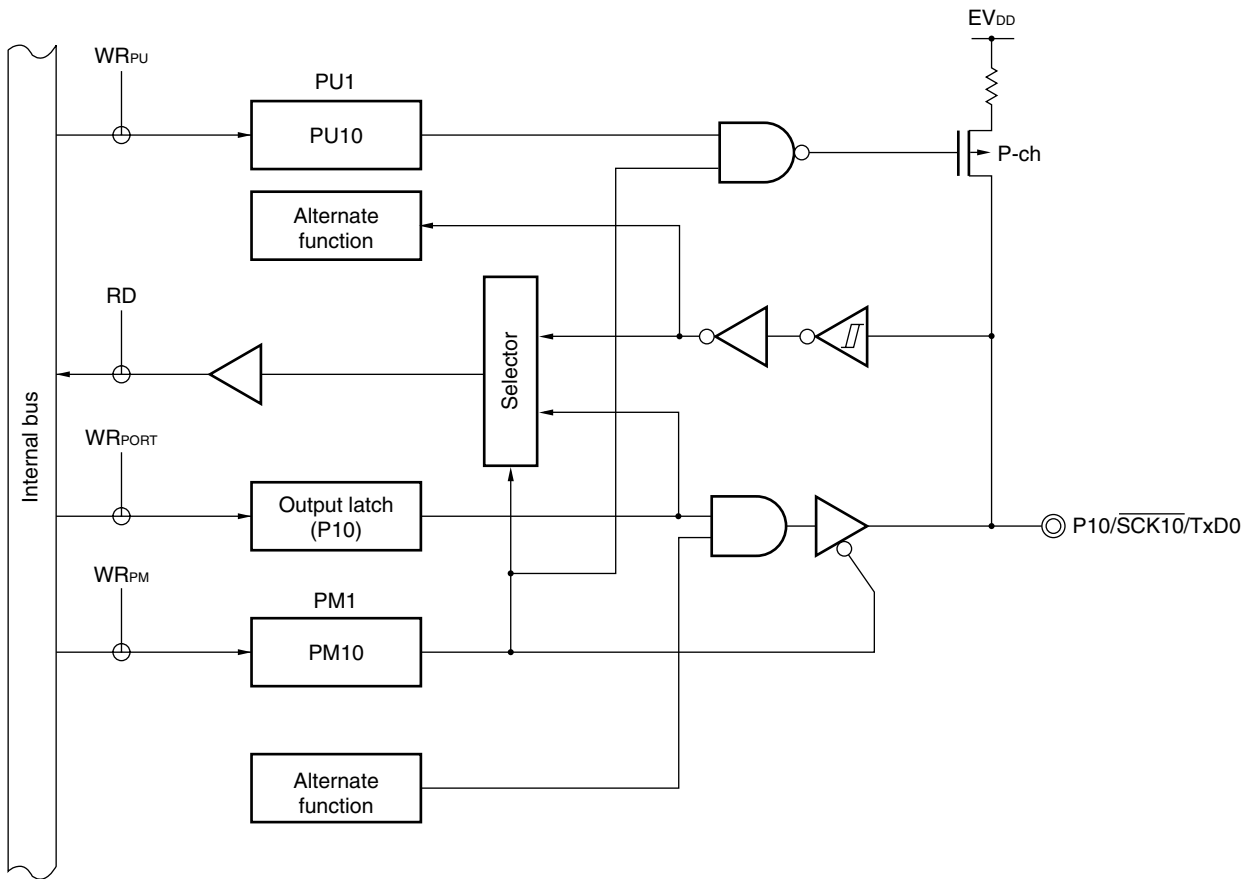 EVDD
WRPU
PU1
PU10
P-ch
Alternate
function
RD
Selector
Internal bus
WRPORT
Output latch
(P10)
P10/SCK10/TxD0
WRPM
PM1
PM10
Alternate
function